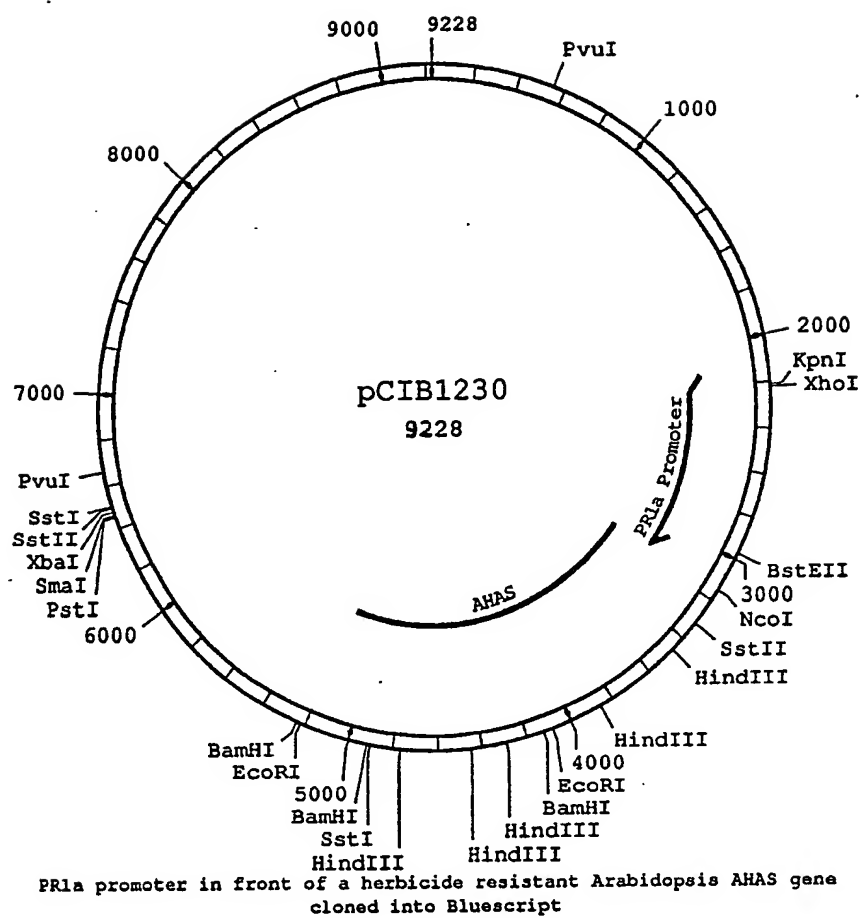 9000
9228
PvuI
1000
8000
2000
KpnI
XhoI
7000
pCIB1230
9228
PR1a Promoter
PvuI
SstI
SstII
XbaI
SmaI
PstI
AHAS
BstEII
3000
NcoI
SstII
HindIII
6000
HindIII
BamHI
EcoRI
4000
5000
EcoRI
BamHI
BamHI
SstI
HindIII
HindIII
HindIII
PR1a promoter in front of a herbicide resistant Arabidopsis AHAS gene
cloned into Bluescript